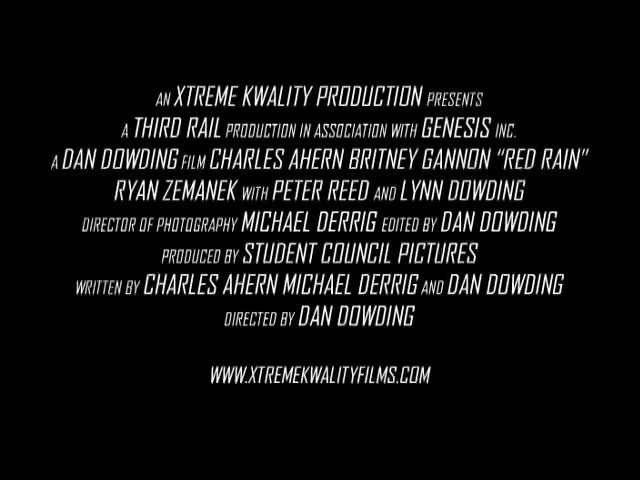 AN XTREME KWALITY PRODUCTION PRESENTS
A THIRD RAIL PRODUCTION IN ASSOCIATION WITH GENESIS INC.
A DAN DOWDING FILM CHARLES AHERN BRITNEY GANNON "RED RAIN"
RYAN ZEMANEK WITH PETER REED AND LYNN DOWDING
DIRECTOR OF PHOTOGRAPHY MICHAEL DERRIG EDITED BY DAN DOWDING
PRODUCED BY STUDENT COUNCIL PICTURES
WRITTEN BY CHARLES AHERN MICHAEL DERRIG AND DAN DOWDING
DIRECTED BY DAN DOWDING
WWW.XTREMEKWALITYFILMS.COM